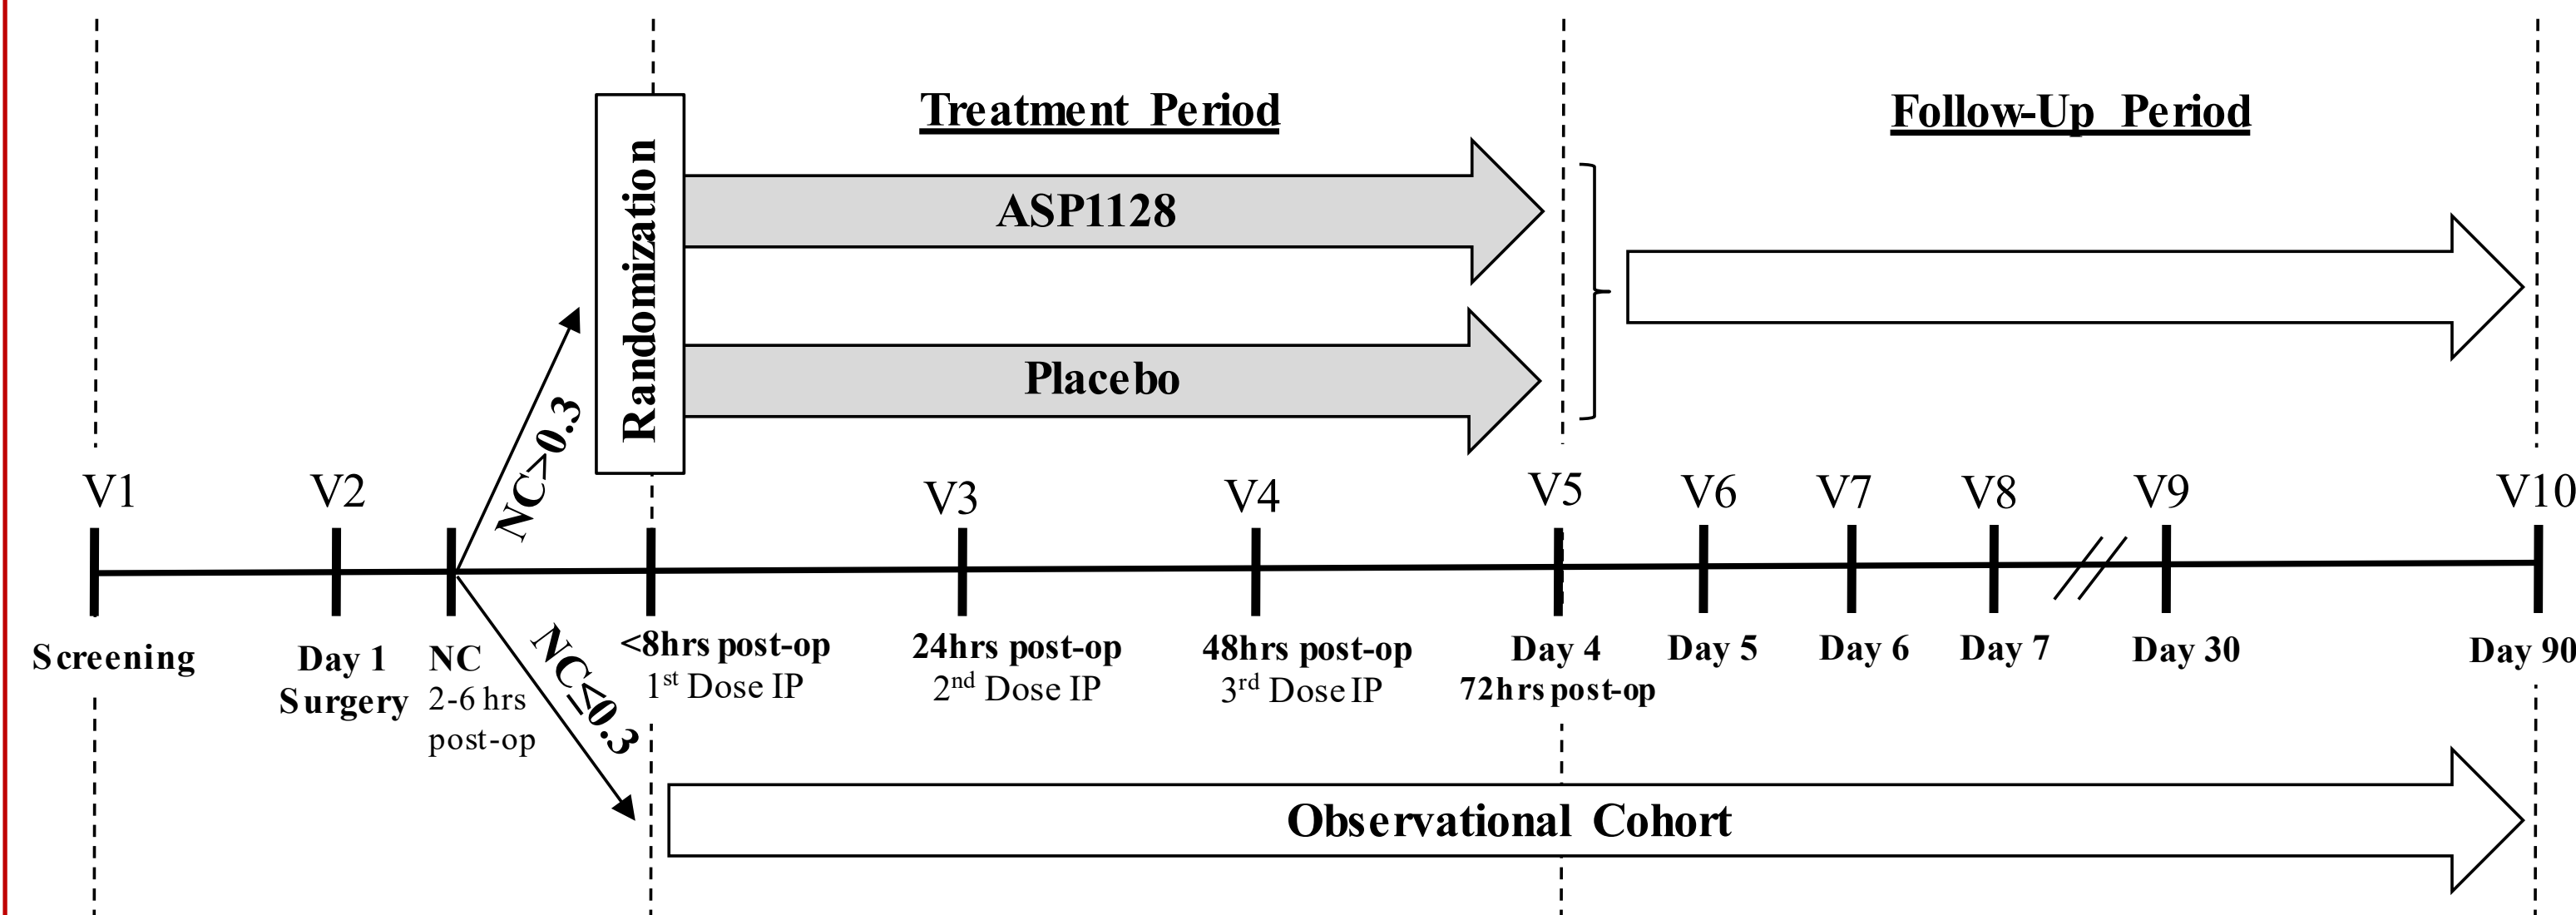 Treatment Period
Follow-Up Period
Randomization
ASP1128
Placebo
NC>0.3
V1
V2
V3
V4
V5
V6
V7
V8
V9
V10
Screening
Day 1
Surgery
NC
2-6 hrs
post-op
NC≤0.3
<8hrs post-op
1st Dose IP
24hrs post-op
2nd Dose IP
48hrs post-op
3rd Dose IP
Day 4
72hrs post-op
Day 5
Day 6
Day 7
Day 30
Day 90
Observational Cohort